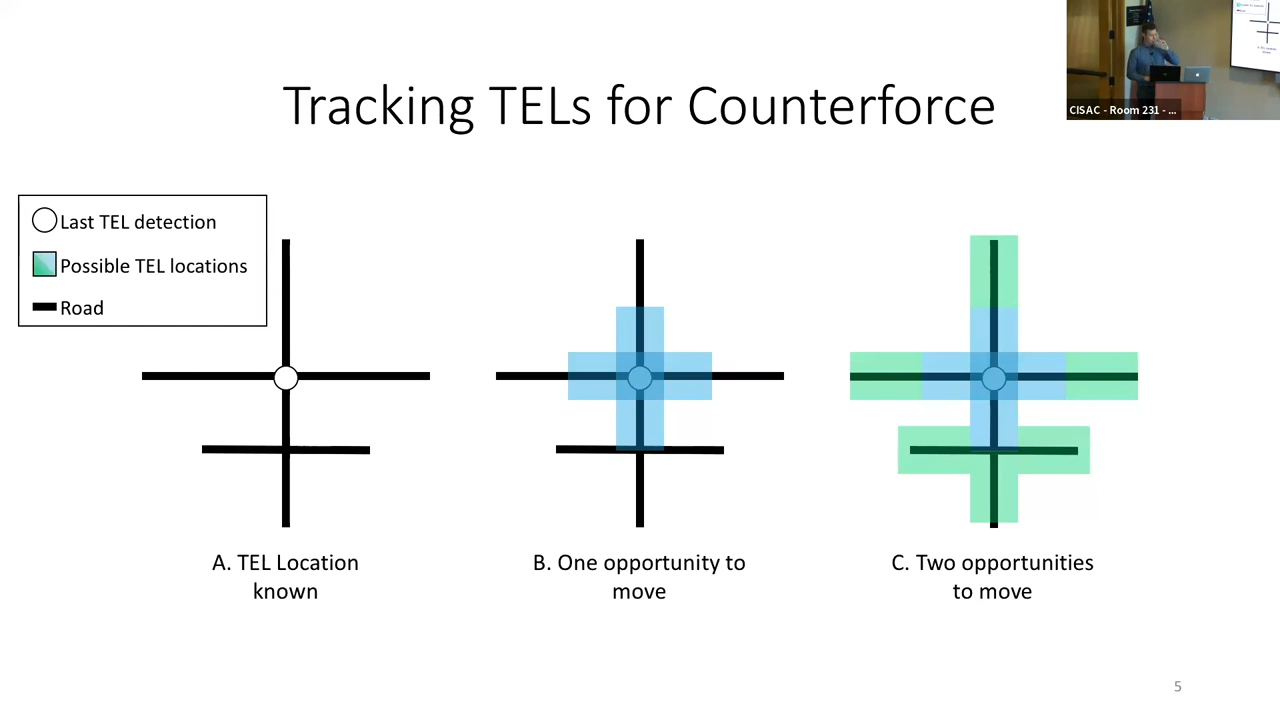 Tracking TELs for Counterforce
CISAC - Room 231 - ...
Last TEL detection
Possible TEL locations
Road
A. TEL Location
known
B. One opportunity to
move
C. Two opportunities
to move
5